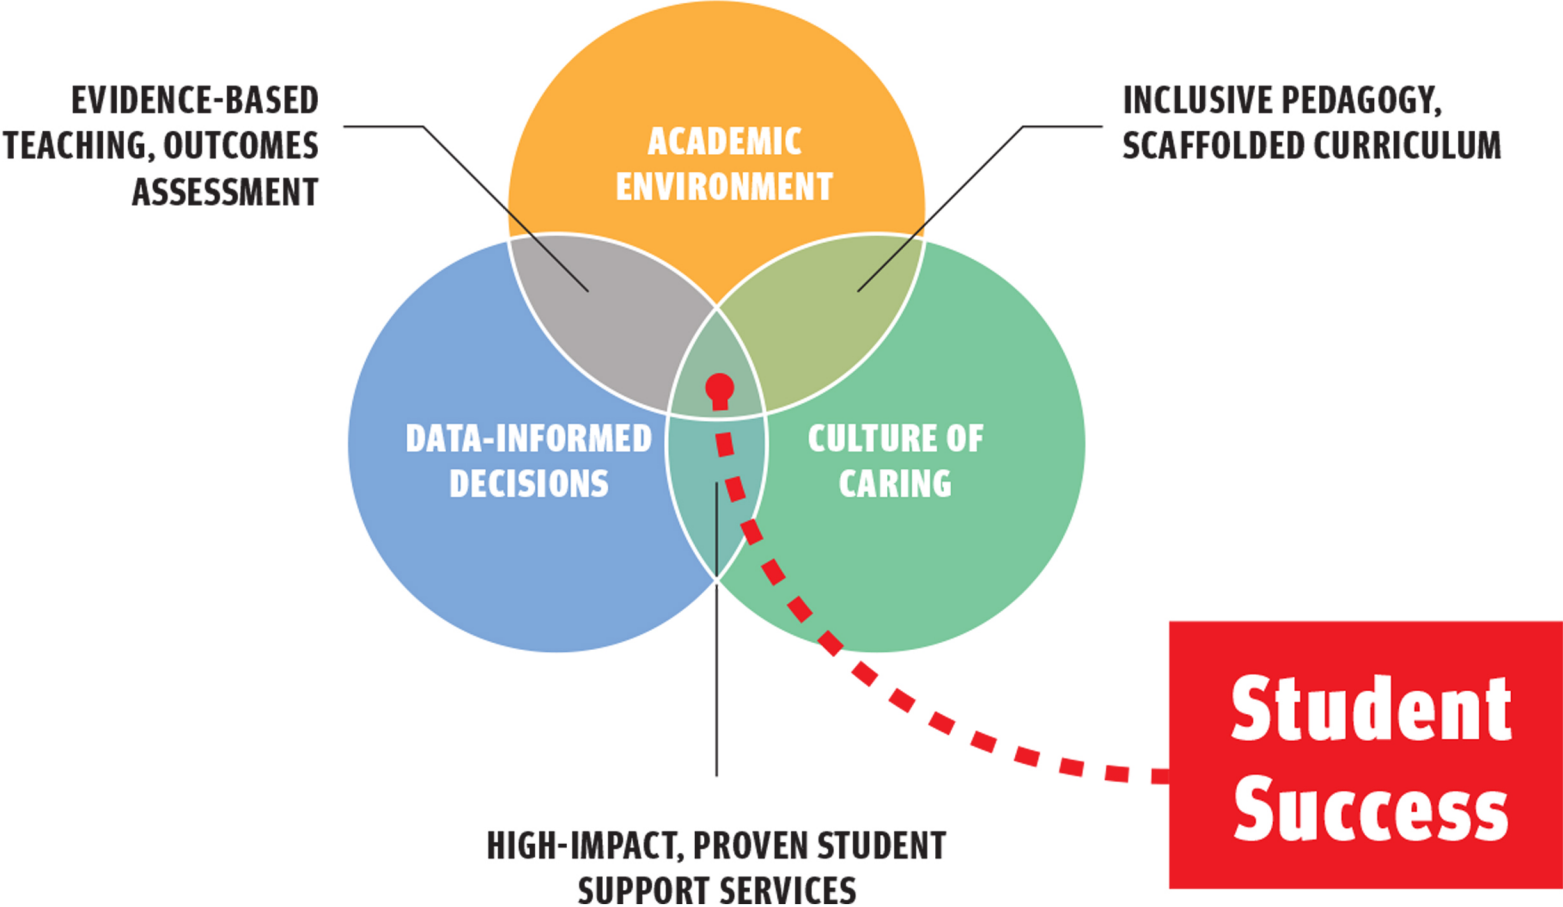 EVIDENCE-BASED
TEACHING, OUTCOMES
ASSESSMENT
INCLUSIVE PEDAGOGY,
SCAFFOLDED CURRICULUM
ACADEMIC
ENVIRONMENT
DATA-INFORMED
DECISIONS
CULTURE OF
CARING
Student
Success
HIGH-IMPACT, PROVEN STUDENT
SUPPORT SERVICES